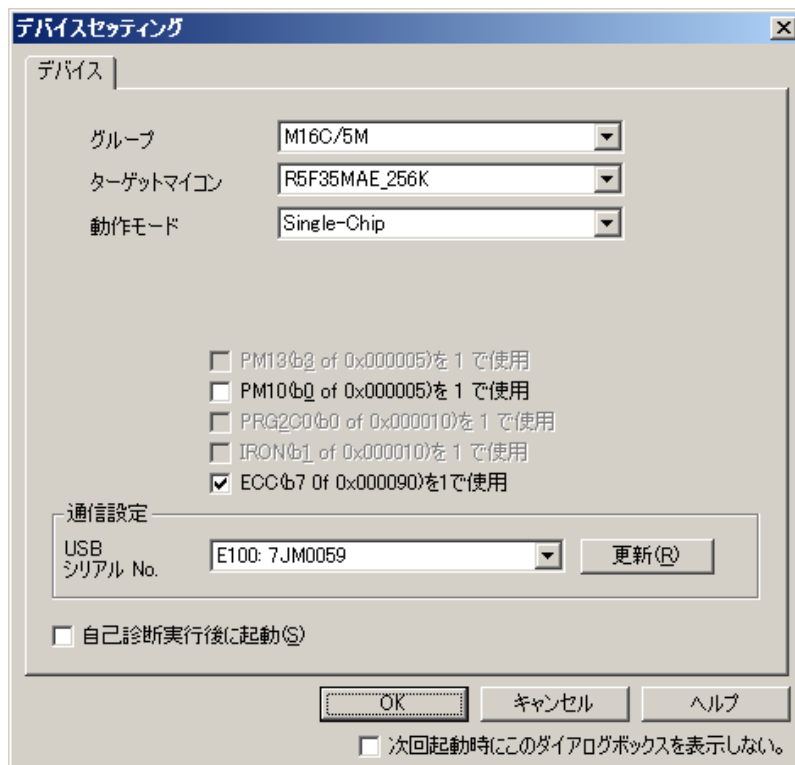 デバイスセッティング
デバイス
グループ M16C/5M
ターゲットマイコン R5F35MAE_256K
動作モード Single-Chip
PM13(b3 of 0x000005)を 1 で使用
PM10(b0 of 0x000005)を 1 で使用
PRG2C0(b0 of 0x000010)を 1 で使用
IRON(b1 of 0x000010)を 1 で使用
ECC(b7 0f 0x000090)を1で使用
通信設定
USB
シリアル No. E100: 7JM0059 更新(R)
自己診断実行後に起動(S)
OK キャンセル ヘルプ
次回起動時にこのダイアログボックスを表示しない。